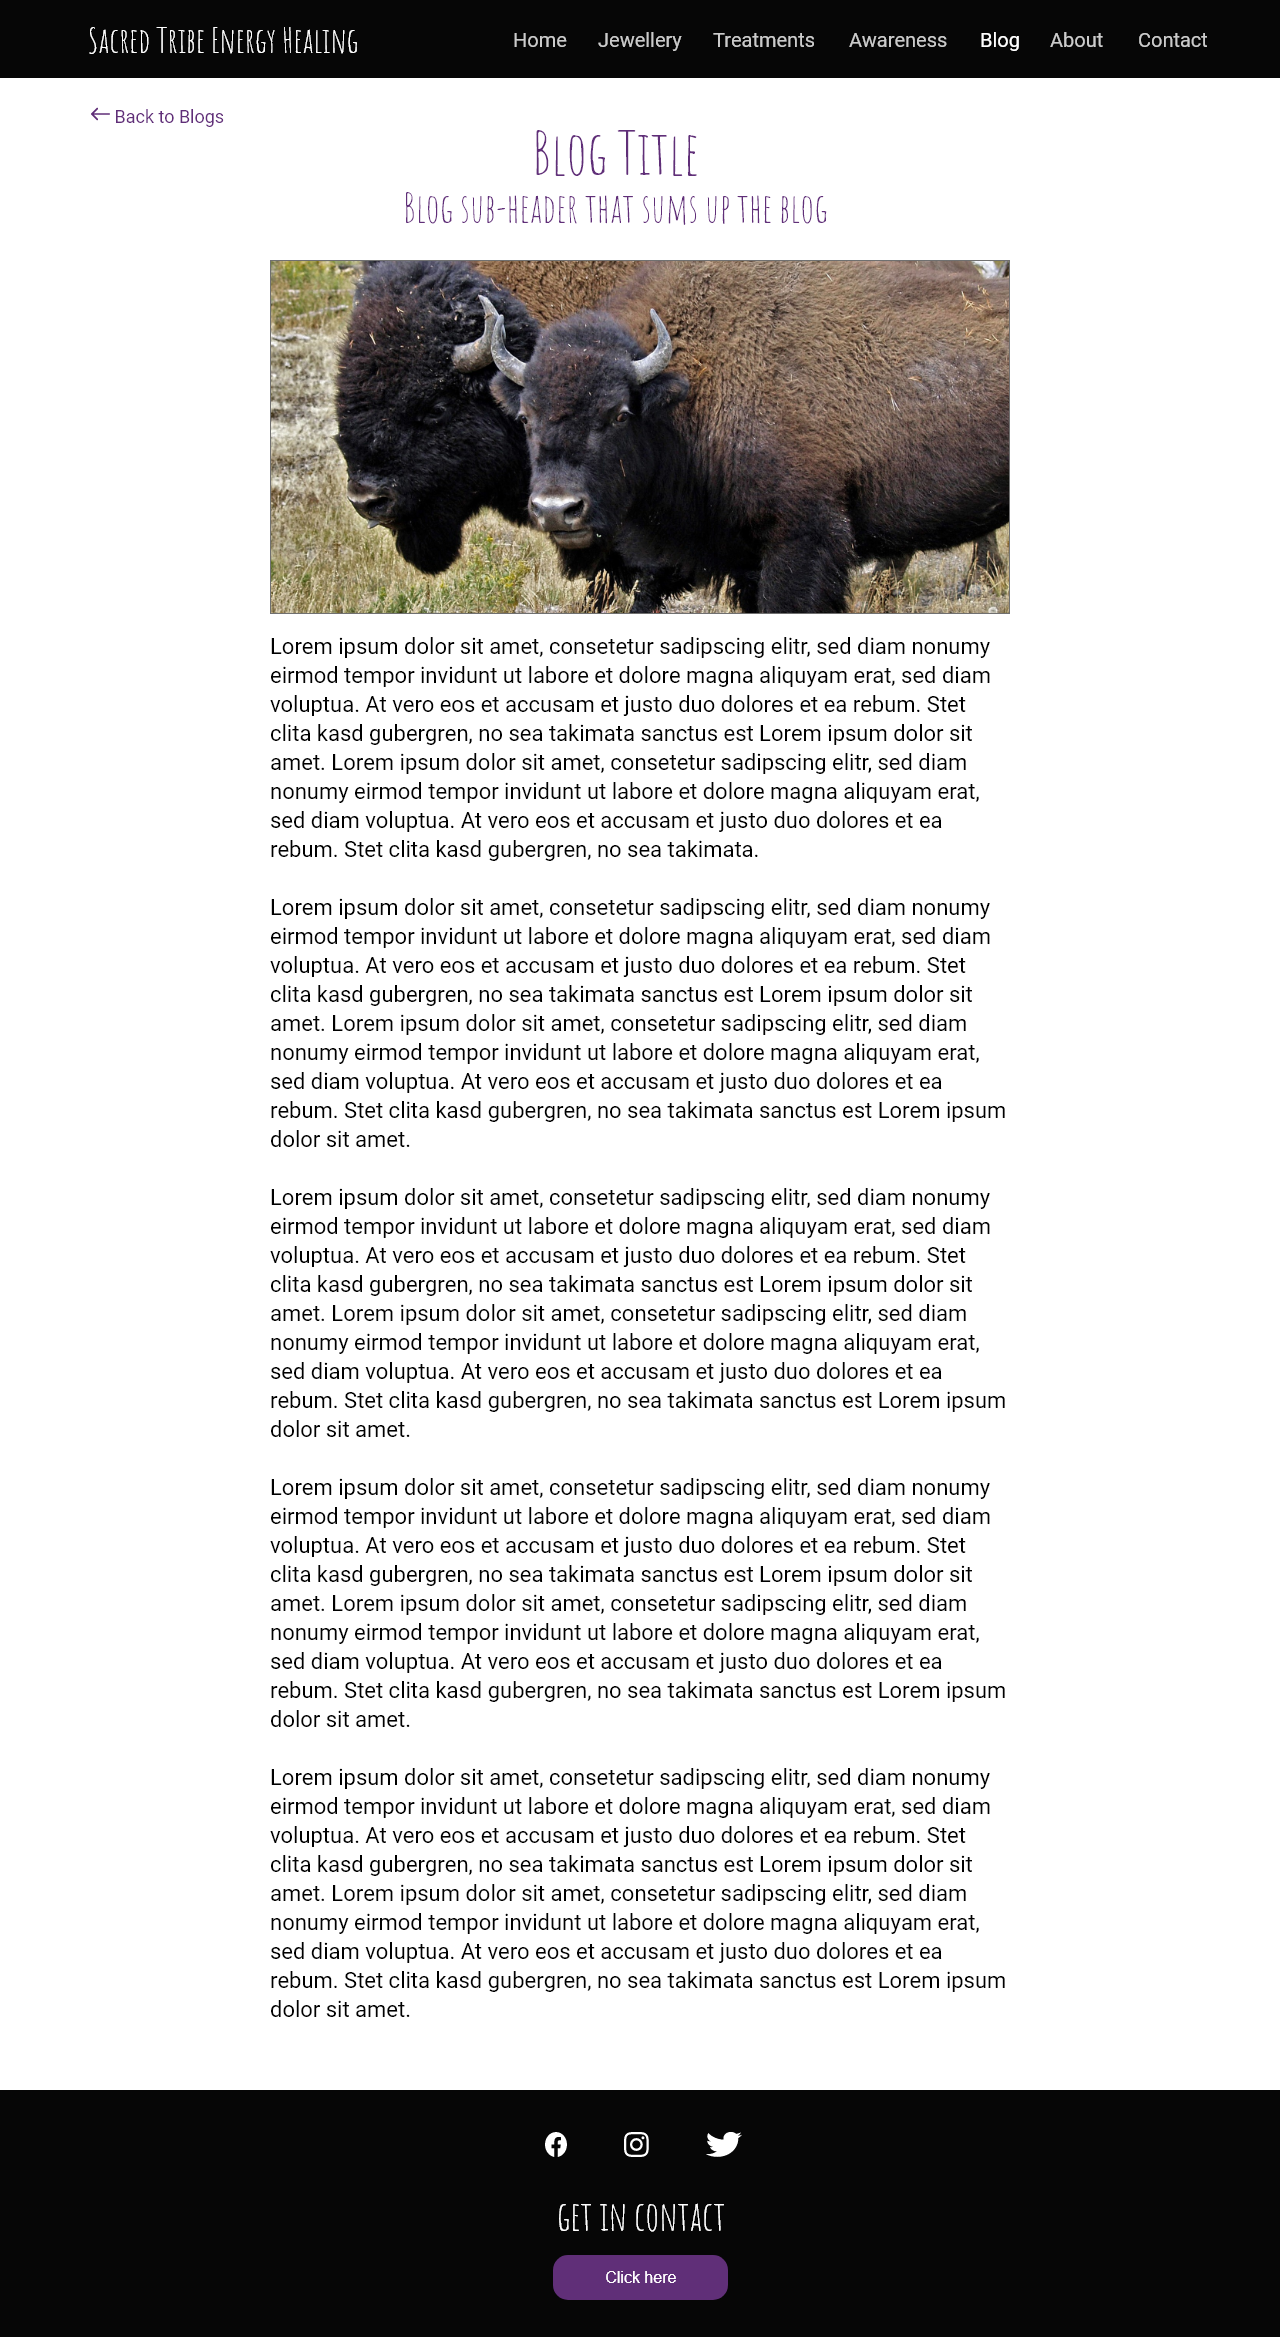 Sacred Tribe Energy Healing
Home Jewellery Treatments Awareness Blog About Contact
Back to Blogs
Blog Title
Blog sub-header that sums up the blog
Lorem ipsum dolor sit amet, consetetur sadipscing elitr, sed diam nonumy
eirmod tempor invidunt ut labore et dolore magna aliquyam erat, sed diam
voluptua. At vero eos et accusam et justo duo dolores et ea rebum. Stet
clita kasd gubergren, no sea takimata sanctus est Lorem ipsum dolor sit
amet. Lorem ipsum dolor sit amet, consetetur sadipscing elitr, sed diam
nonumy eirmod tempor invidunt ut labore et dolore magna aliquyam erat,
sed diam voluptua. At vero eos et accusam et justo duo dolores et ea
rebum. Stet clita kasd gubergren, no sea takimata.
Lorem ipsum dolor sit amet, consetetur sadipscing elitr, sed diam nonumy
eirmod tempor invidunt ut labore et dolore magna aliquyam erat, sed diam
voluptua. At vero eos et accusam et justo duo dolores et ea rebum. Stet
clita kasd gubergren, no sea takimata sanctus est Lorem ipsum dolor sit
amet. Lorem ipsum dolor sit amet, consetetur sadipscing elitr, sed diam
nonumy eirmod tempor invidunt ut labore et dolore magna aliquyam erat,
sed diam voluptua. At vero eos et accusam et justo duo dolores et ea
rebum. Stet clita kasd gubergren, no sea takimata sanctus est Lorem ipsum
dolor sit amet.
Lorem ipsum dolor sit amet, consetetur sadipscing elitr, sed diam nonumy
eirmod tempor invidunt ut labore et dolore magna aliquyam erat, sed diam
voluptua. At vero eos et accusam et justo duo dolores et ea rebum. Stet
clita kasd gubergren, no sea takimata sanctus est Lorem ipsum dolor sit
amet. Lorem ipsum dolor sit amet, consetetur sadipscing elitr, sed diam
nonumy eirmod tempor invidunt ut labore et dolore magna aliquyam erat,
sed diam voluptua. At vero eos et accusam et justo duo dolores et ea
rebum. Stet clita kasd gubergren, no sea takimata sanctus est Lorem ipsum
dolor sit amet.
Lorem ipsum dolor sit amet, consetetur sadipscing elitr, sed diam nonumy
eirmod tempor invidunt ut labore et dolore magna aliquyam erat, sed diam
voluptua. At vero eos et accusam et justo duo dolores et ea rebum. Stet
clita kasd gubergren, no sea takimata sanctus est Lorem ipsum dolor sit
amet. Lorem ipsum dolor sit amet, consetetur sadipscing elitr, sed diam
nonumy eirmod tempor invidunt ut labore et dolore magna aliquyam erat,
sed diam voluptua. At vero eos et accusam et justo duo dolores et ea
rebum. Stet clita kasd gubergren, no sea takimata sanctus est Lorem ipsum
dolor sit amet.
Lorem ipsum dolor sit amet, consetetur sadipscing elitr, sed diam nonumy
eirmod tempor invidunt ut labore et dolore magna aliquyam erat, sed diam
voluptua. At vero eos et accusam et justo duo dolores et ea rebum. Stet
clita kasd gubergren, no sea takimata sanctus est Lorem ipsum dolor sit
amet. Lorem ipsum dolor sit amet, consetetur sadipscing elitr, sed diam
nonumy eirmod tempor invidunt ut labore et dolore magna aliquyam erat,
sed diam voluptua. At vero eos et accusam et justo duo dolores et ea
rebum. Stet clita kasd gubergren, no sea takimata sanctus est Lorem ipsum
dolor sit amet.
get in contact
Click here